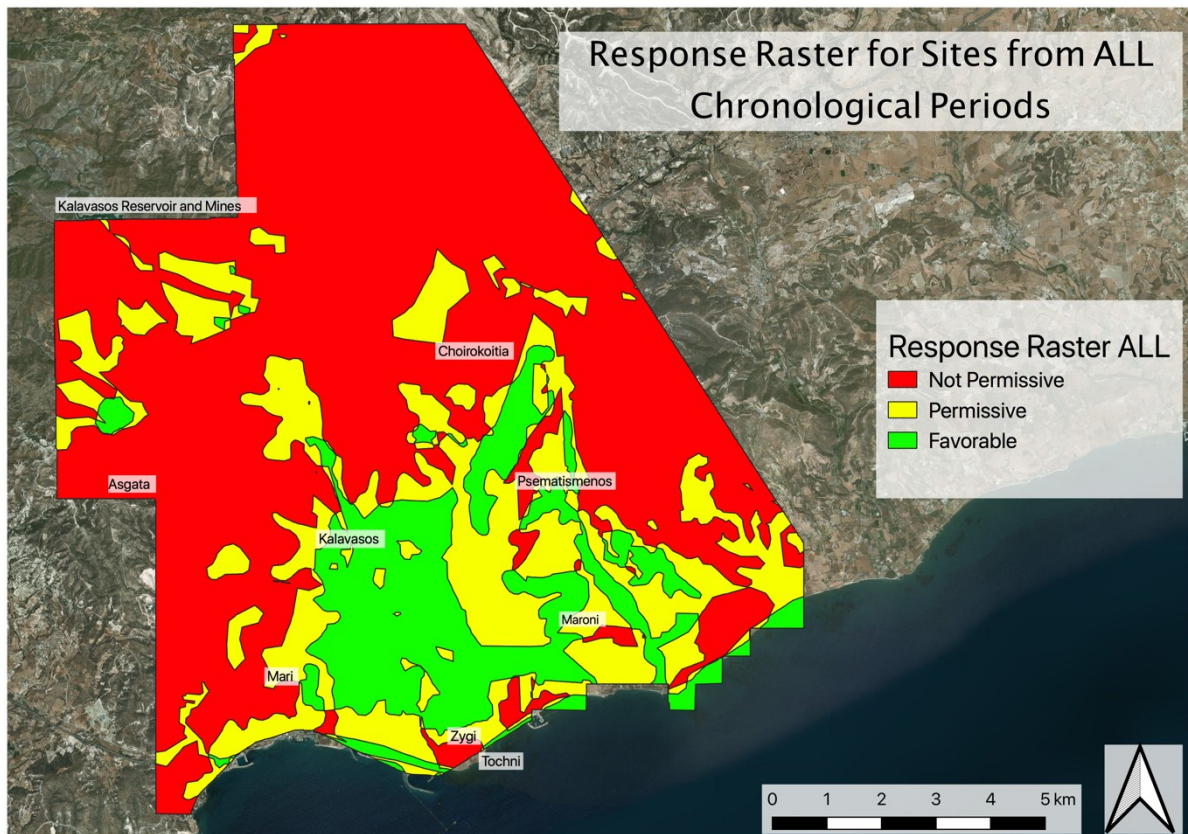 Response Raster for Sites from ALL
Chronological Periods
Kalavasos Reservoir and Mines
Choirokoitia
Response Raster ALL
Not Permissive
Permissive
Favorable
Asgata
Psematismenos
Kalavasos
Maroni
Mari
Zygi
Tochni
0 1 2 3 4 5 km